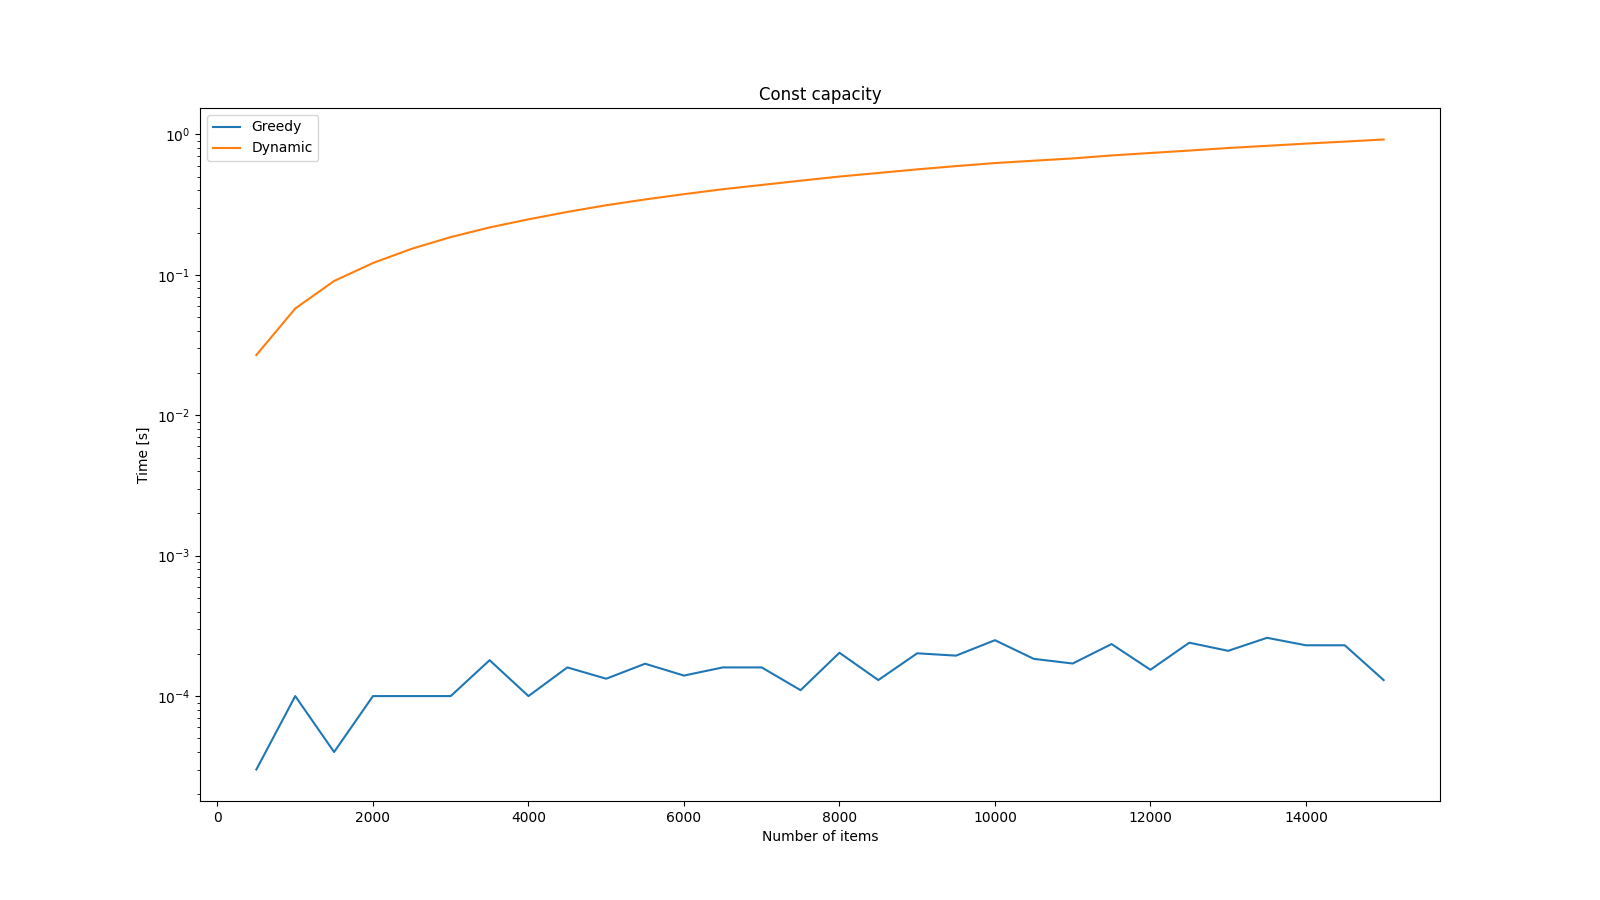 Const capacity
Greedy
Dynamic
10⁰
10⁻¹
10⁻²
10⁻³
10⁻⁴
Time [s]
0 2000 4000 6000 8000 10000 12000 14000
Number of items